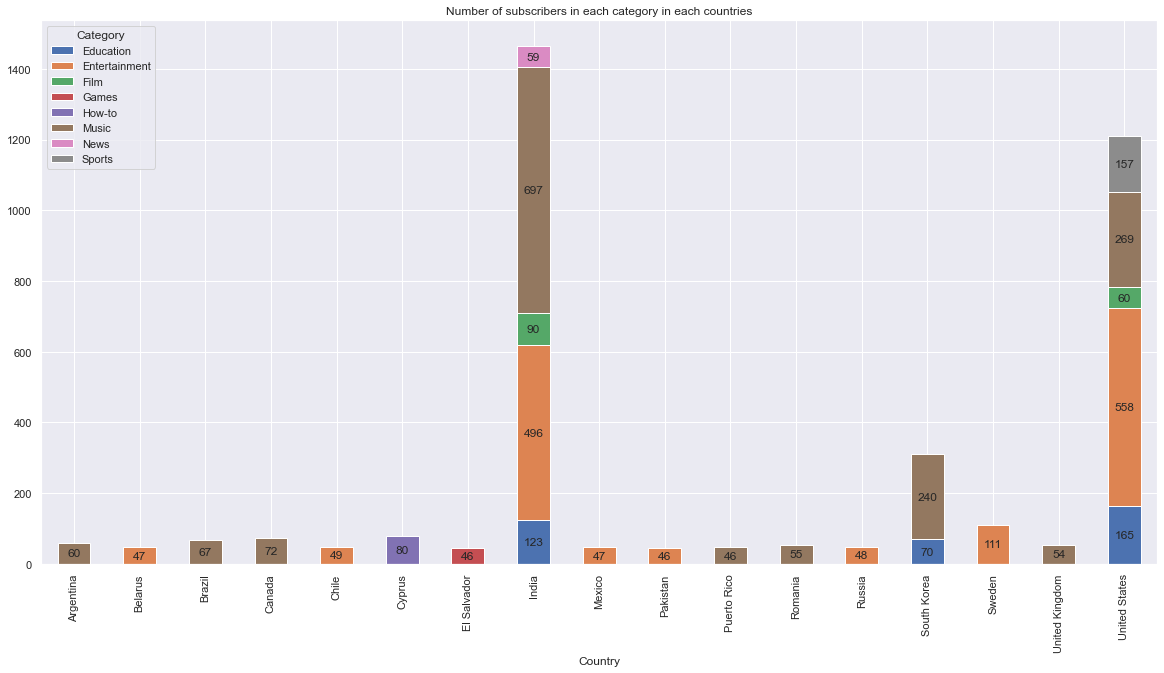 Number of subscribers in each category in each countries
Category
Education
Entertainment
Film
Games
How-to
Music
News
Sports
1400
1200
1000
800
600
400
200
0
60
47
67
72
49
80
46
59
697
90
496
123
47
46
46
55
48
240
70
111
54
157
269
60
558
165
Argentina
Belarus
Brazil
Canada
Chile
Cyprus
El Salvador
India
Mexico
Pakistan
Puerto Rico
Romania
Russia
South Korea
Sweden
United Kingdom
United States
Country